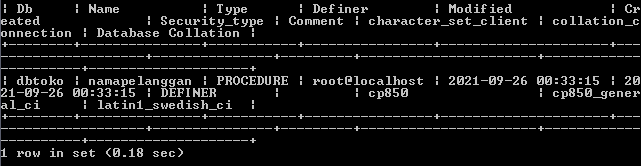 | Db     | Name          | Type      | Definer        | Modified            | Cr
eated             | Security_type | Comment | character_set_client | collation_c
onnection | Database Collation |
+--------+---------------+-----------+----------------+---------------------+---
------------------+---------------+---------+----------------------+------------
----------+--------------------+
| dbtoko | namapelanggan | PROCEDURE | root@localhost | 2021-09-26 00:33:15 | 20
21-09-26 00:33:15 | DEFINER       |         | cp850                | cp850_gener
al_ci     | latin1_swedish_ci  |
+--------+---------------+-----------+----------------+---------------------+---
------------------+---------------+---------+----------------------+------------
----------+--------------------+
1 row in set (0.18 sec)